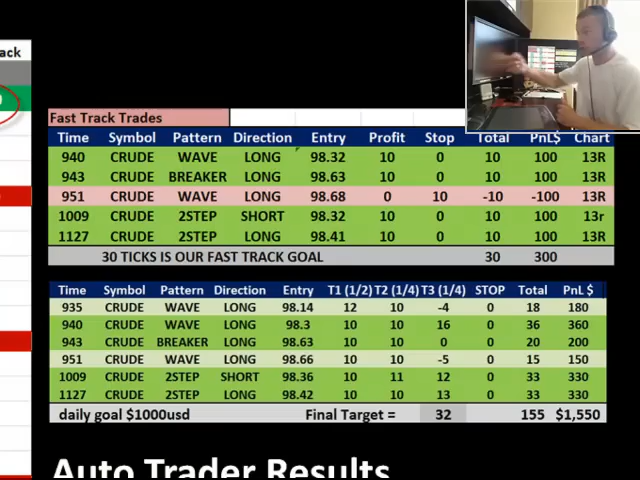 ack
Fast Track Trades
Time Symbol Pattern Direction Entry Profit Stop Total PnL$ Chart
940 CRUDE WAVE LONG 98.32 10 0 10 100 13R
943 CRUDE BREAKER LONG 98.63 10 0 10 100 13R
951 CRUDE WAVE LONG 98.68 0 10 -10 -100 13R
1009 CRUDE 2STEP SHORT 98.32 10 0 10 100 13r
1127 CRUDE 2STEP LONG 98.41 10 0 10 100 13R
30 TICKS IS OUR FAST TRACK GOAL 30 300
Time Symbol Pattern Direction Entry T1 (1/2) T2 (1/4) T3 (1/4) STOP Total PnL $
935 CRUDE WAVE LONG 98.14 12 10 -4 0 18 180
940 CRUDE WAVE LONG 98.3 10 10 16 0 36 360
943 CRUDE BREAKER LONG 98.63 10 10 0 0 20 200
951 CRUDE WAVE LONG 98.66 10 10 -5 0 15 150
1009 CRUDE 2STEP SHORT 98.36 10 11 12 0 33 330
1127 CRUDE 2STEP LONG 98.42 10 10 13 0 33 330
daily goal $1000usd Final Target = 32 155 $1,550
Auto Trader Results